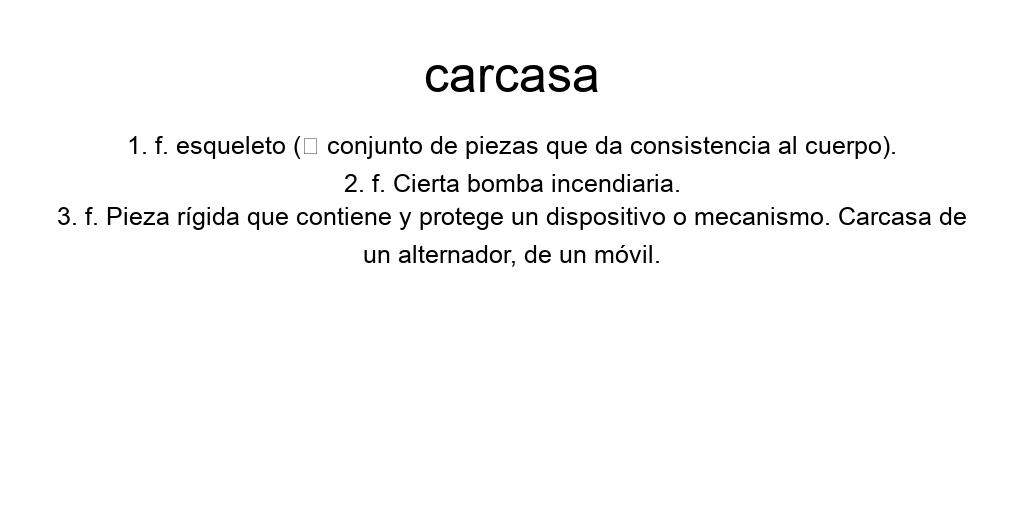 carcasa
1. f. esqueleto (□ conjunto de piezas que da consistencia al cuerpo).
2. f. Cierta bomba incendiaria.
3. f. Pieza rígida que contiene y protege un dispositivo o mecanismo. Carcasa de
un alternador, de un móvil.